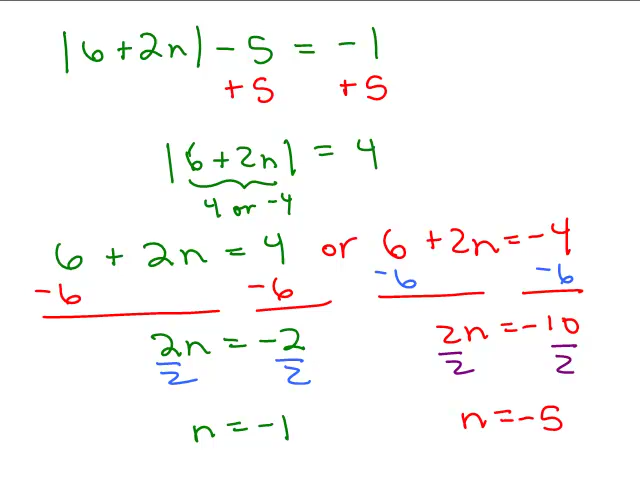 |6 + 2n| - 5 = -1
+5 +5
|6 + 2n| = 4
4 or -4
6 + 2n = 4 or 6 + 2n = -4
-6 -6 -6 -6
2n = -2 2n = -10
2 2 2 2
n = -1 n = -5